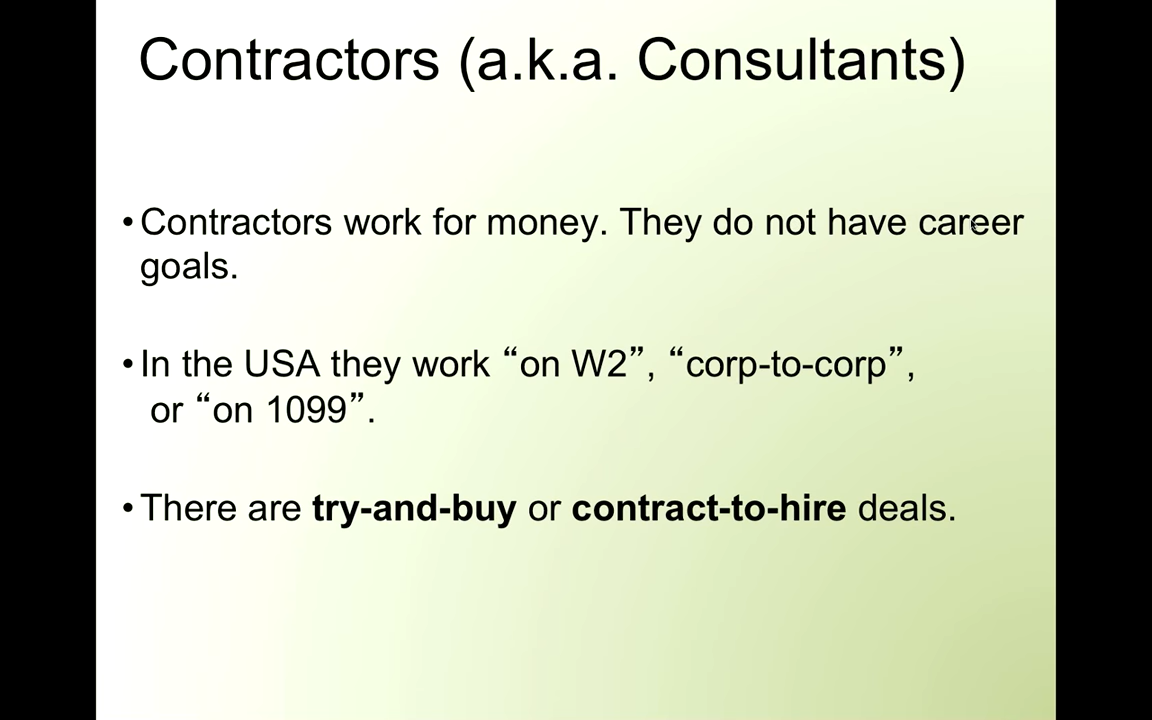 Contractors (a.k.a. Consultants)
•Contractors work for money. They do not have career
goals.
•In the USA they work “on W2”, “corp-to-corp”,
or “on 1099”.
•There are try-and-buy or contract-to-hire deals.